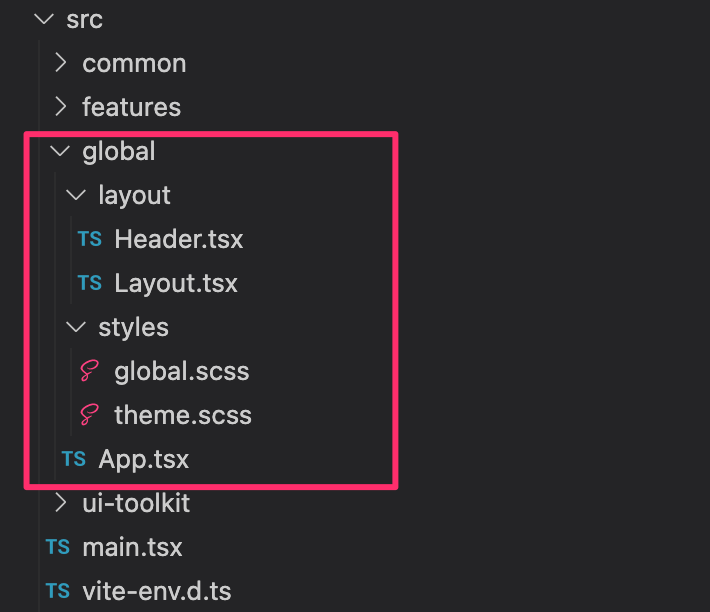 src
common
features
global
layout
TS Header.tsx
TS Layout.tsx
styles
global.scss
theme.scss
TS App.tsx
ui-toolkit
TS main.tsx
TS vite-env.d.ts